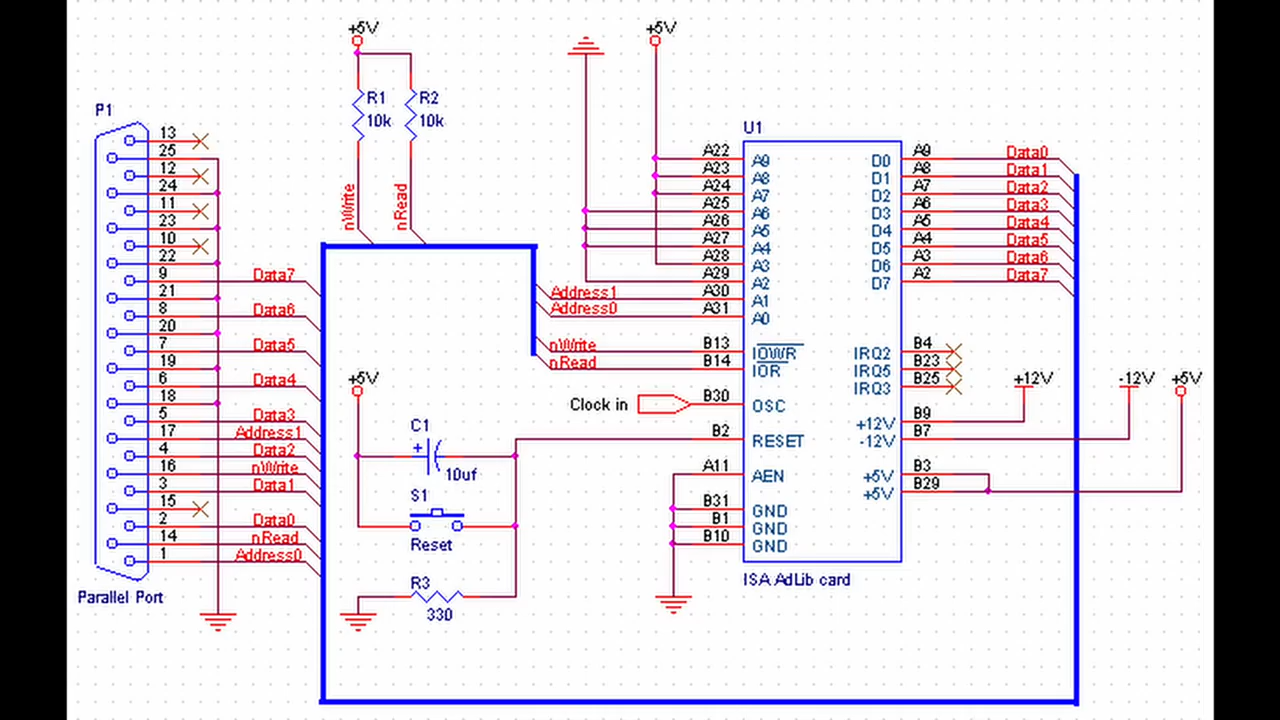 +5V
+5V
R1
10k
R2
10k
nWrite
nRead
P1
13
25
12
24
11
23
10
22
9
21
8
20
7
19
6
18
5
17
4
16
3
15
2
14
1
Data7
Data6
Data5
Data4
Data3
Address1
Data2
nWrite
Data1
Data0
nRead
Address0
Parallel Port
+5V
C1
+
10uf
S1
Reset
R3
330
Address1
Address0
nWrite
nRead
Clock in
U1
A22 A9 D0 A9 Data0
A23 A8 D1 A8 Data1
A24 A7 D2 A7 Data2
A25 A6 D3 A6 Data3
A26 A5 D4 A5 Data4
A27 A4 D5 A4 Data5
A28 A3 D6 A3 Data6
A29 A2 D7 A2 Data7
A30 A1
A31 A0
B13 IOWR IRQ2 B4
B14 IOR IRQ5 B23
IRQ3 B25
B30 OSC +12V B9
B2 RESET -12V B7
A11 AEN +5V B3
+5V B29
B31 GND
B1 GND
B10 GND
+12V
-12V
+5V
ISA AdLib card